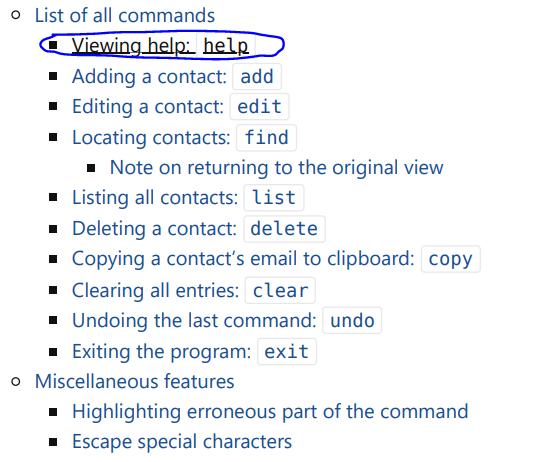 List of all commands
Viewing help: help
Adding a contact: add
Editing a contact: edit
Locating contacts: find
Note on returning to the original view
Listing all contacts: list
Deleting a contact: delete
Copying a contact's email to clipboard: copy
Clearing all entries: clear
Undoing the last command: undo
Exiting the program: exit
Miscellaneous features
Highlighting erroneous part of the command
Escape special characters